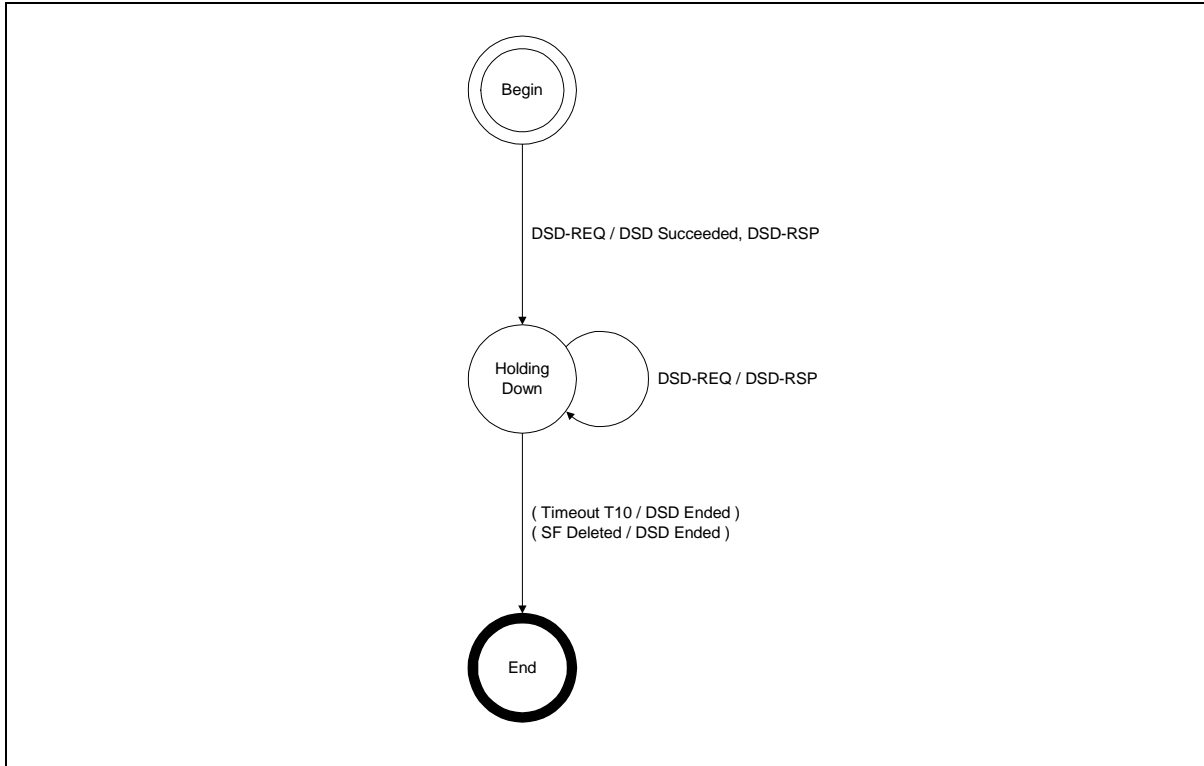 Begin
DSD-REQ / DSD Succeeded, DSD-RSP
Holding
Down
DSD-REQ / DSD-RSP
( Timeout T10 / DSD Ended )
( SF Deleted / DSD Ended )
End